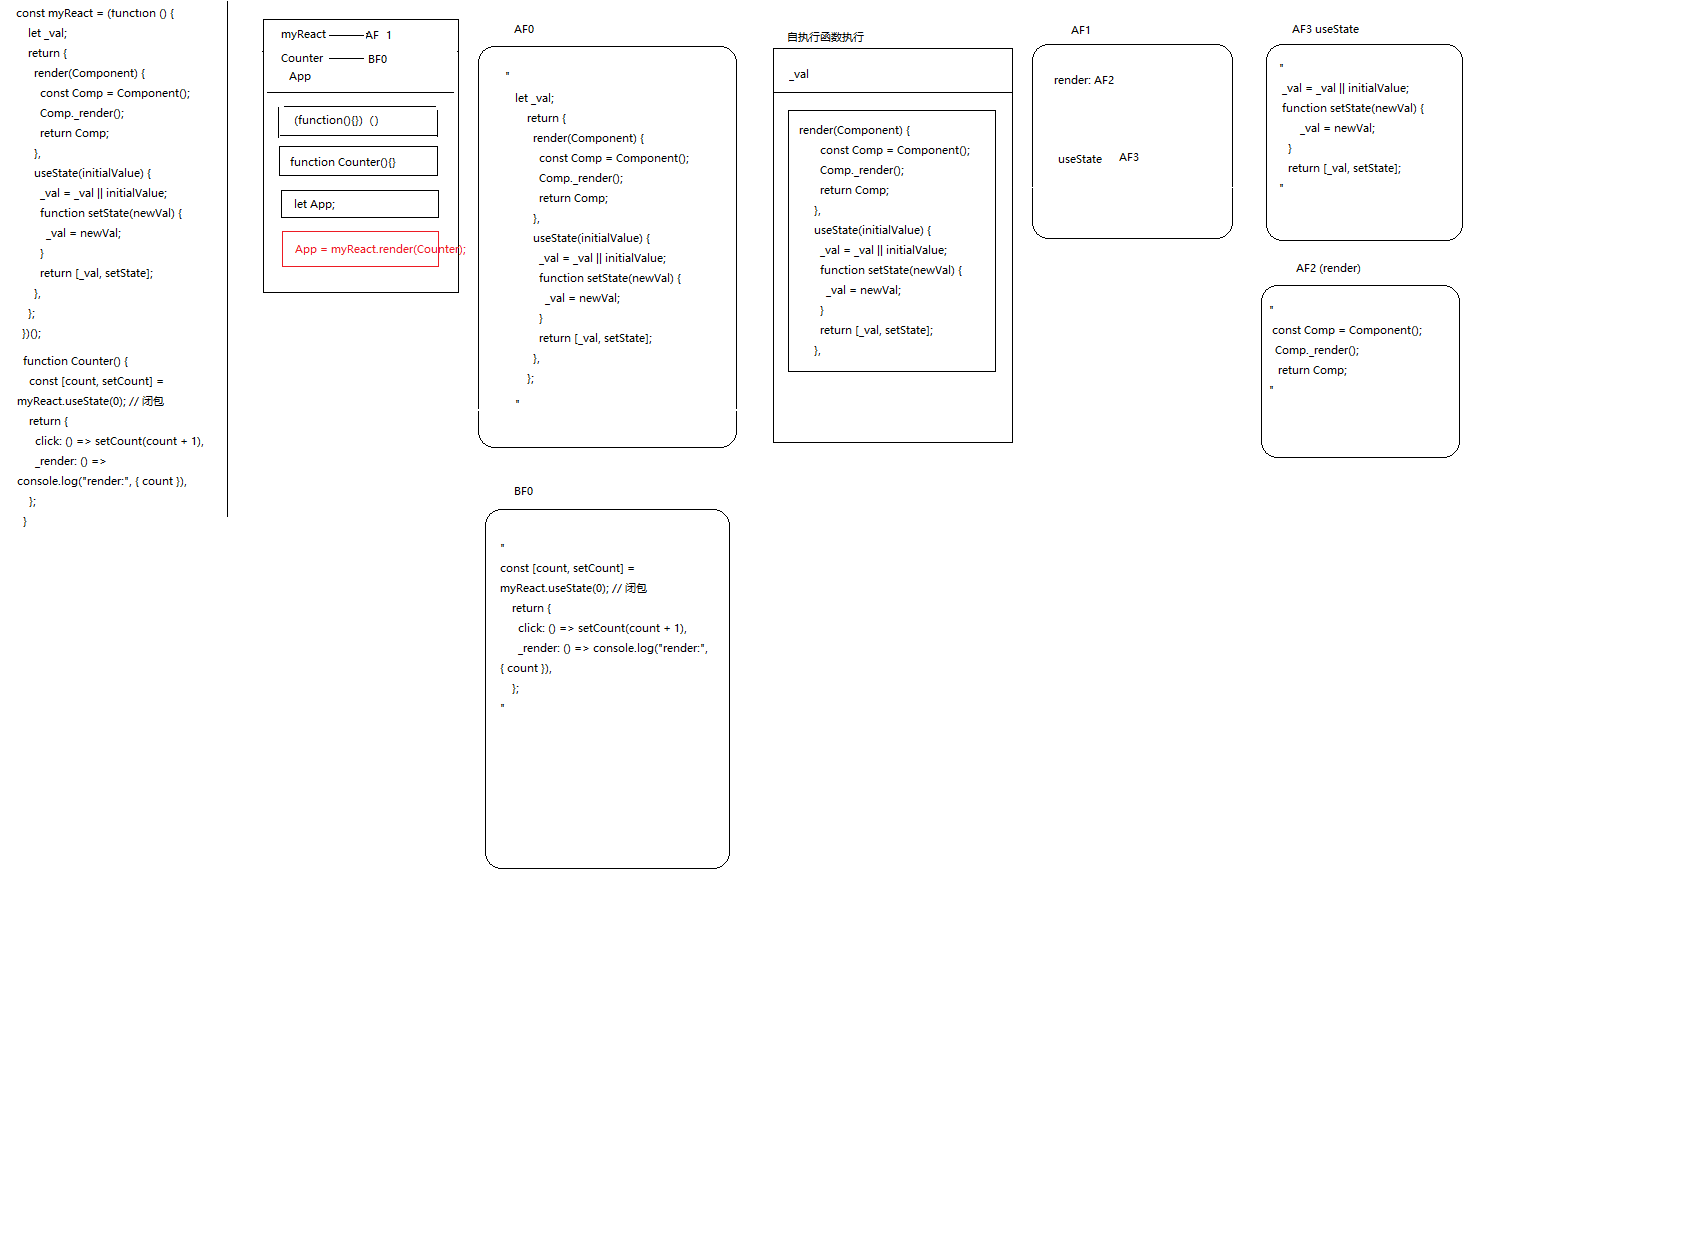 const myReact = (function () {
let _val;
return {
render(Component) {
const Comp = Component();
Comp._render();
return Comp;
},
useState(initialValue) {
_val = _val || initialValue;
function setState(newVal) {
_val = newVal;
}
return [_val, setState];
},
};
})();
function Counter() {
const [count, setCount] =
myReact.useState(0); // 闭包
return {
click: () => setCount(count + 1),
_render: () =>
console.log("render:", { count }),
};
}
myReact AF 1
Counter BF0
App
(function(){}) ()
function Counter(){}
let App;
App = myReact.render(Counter);
AF0
"
let _val;
return {
render(Component) {
const Comp = Component();
Comp._render();
return Comp;
},
useState(initialValue) {
_val = _val || initialValue;
function setState(newVal) {
_val = newVal;
}
return [_val, setState];
},
};
"
BF0
"
const [count, setCount] =
myReact.useState(0); // 闭包
return {
click: () => setCount(count + 1),
_render: () => console.log("render:",
{ count }),
};
"
自执行函数执行
_val
render(Component) {
const Comp = Component();
Comp._render();
return Comp;
},
useState(initialValue) {
_val = _val || initialValue;
function setState(newVal) {
_val = newVal;
}
return [_val, setState];
},
AF1
render: AF2
useState AF3
AF3 useState
"
_val = _val || initialValue;
function setState(newVal) {
_val = newVal;
}
return [_val, setState];
"
AF2 (render)
"
const Comp = Component();
Comp._render();
return Comp;
"